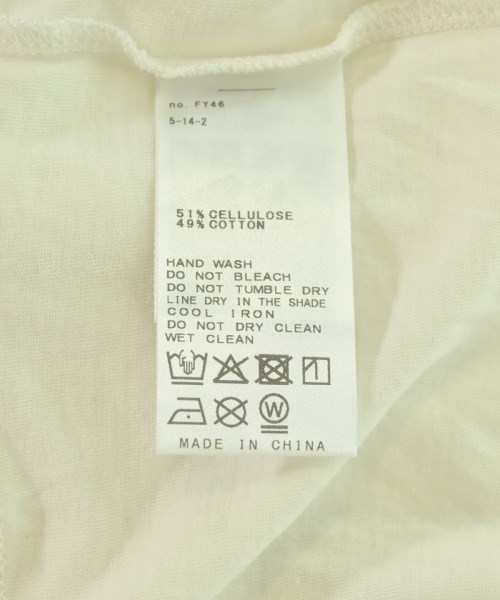 no. FY46
5-14-2
51% CELLULOSE
49% COTTON
HAND WASH
DO NOT BLEACH
DO NOT TUMBLE DRY
LINE DRY IN THE SHADE
COOL IRON
DO NOT DRY CLEAN
WET CLEAN
W
MADE IN CHINA